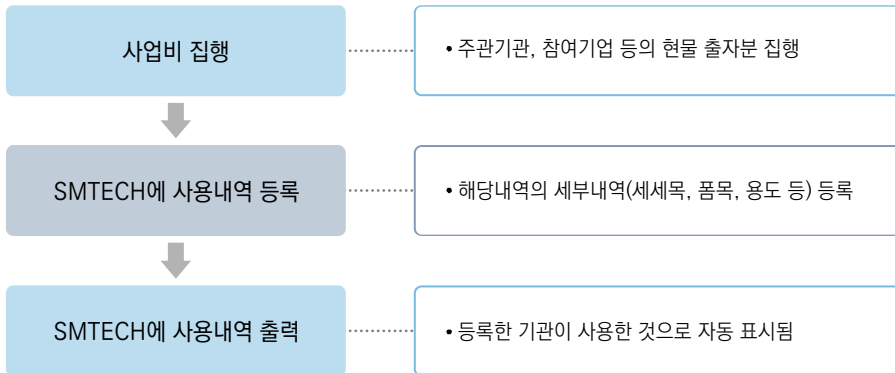 사업비 집행
• 주관기관, 참여기업 등의 현물 출자분 집행
SMTECH에 사용내역 등록
• 해당내역의 세부내역(세세목, 폼목, 용도 등) 등록
SMTECH에 사용내역 출력
• 등록한 기관이 사용한 것으로 자동 표시됨